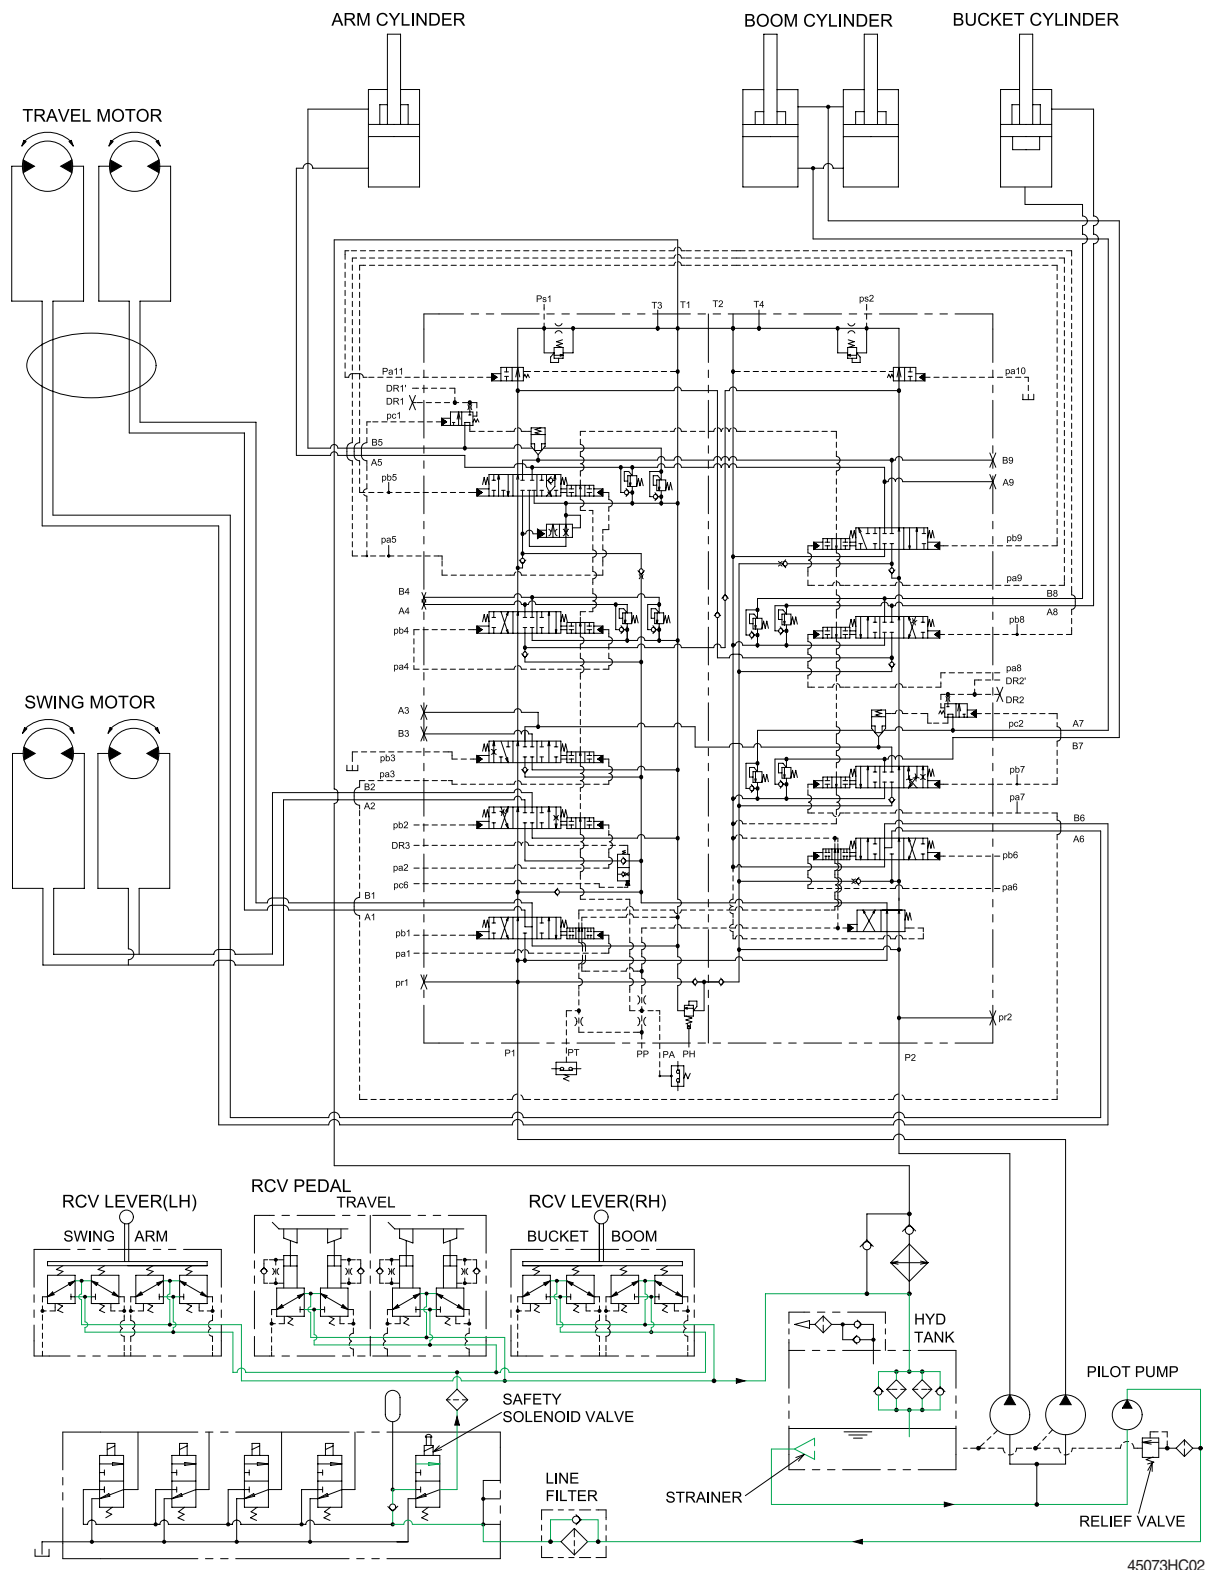 ARM CYLINDER
BOOM CYLINDER
BUCKET CYLINDER
TRAVEL MOTOR
Ps1
T3
T1
T2
T4
ps2
Pa11
pa10
DR1'
DR1
pc1
B5
A5
B9
A9
pb5
pb9
pa5
pa9
B4
A4
B8
A8
pb4
pb8
pa4
pa8
DR2'
DR2
SWING MOTOR
A3
B3
pc2
A7
B7
pb3
pa3
pb7
pa7
B2
A2
B6
A6
pb2
DR3
pb6
pa2
pc6
pa6
B1
A1
pb1
pa1
pr1
pr2
P1
PT
PP
PA
PH
P2
RCV LEVER(LH)
SWING
ARM
RCV PEDAL
TRAVEL
RCV LEVER(RH)
BUCKET
BOOM
HYD
TANK
PILOT PUMP
SAFETY
SOLENOID VALVE
LINE
FILTER
STRAINER
RELIEF VALVE
45073HC02